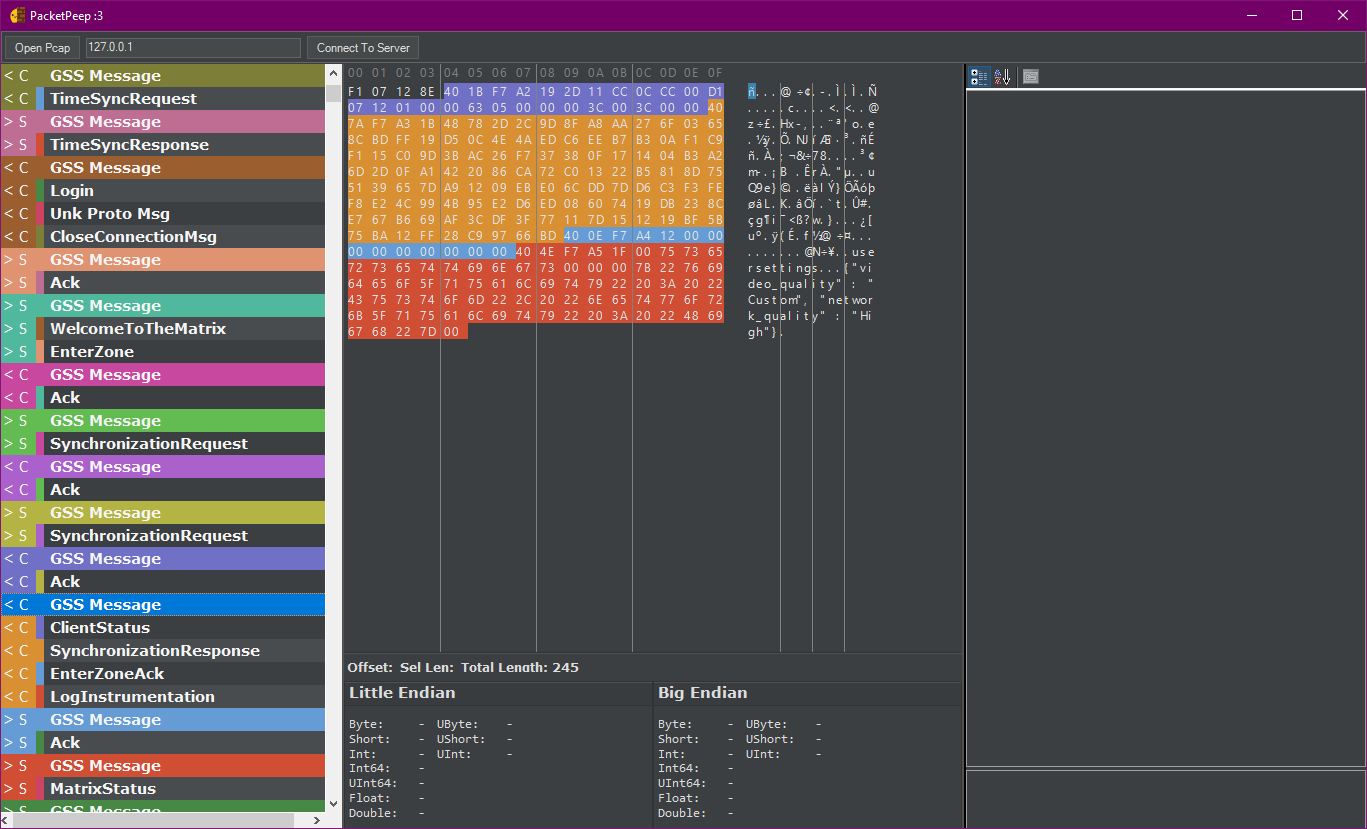 PacketPeep :3
Open Pcap 127.0.0.1 Connect To Server
< C GSS Message
< C TimeSyncRequest
> S GSS Message
> S TimeSyncResponse
< C GSS Message
< C Login
< C Unk Proto Msg
< C CloseConnectionMsg
> S GSS Message
> S Ack
> S GSS Message
> S WelcomeToTheMatrix
> S EnterZone
< C GSS Message
< C Ack
> S GSS Message
> S SynchronizationRequest
< C GSS Message
< C Ack
> S GSS Message
> S SynchronizationRequest
< C GSS Message
< C Ack
< C GSS Message
< C ClientStatus
< C SynchronizationResponse
< C EnterZoneAck
< C LogInstrumentation
> S GSS Message
> S Ack
> S GSS Message
> S MatrixStatus
> S GSS Message
00 01 02 03 04 05 06 07 08 09 0A 0B 0C 0D 0E 0F
F1 07 12 8E 40 1B F7 A2 19 2D 11 CC 0C CC 00 D1
07 12 01 00 00 63 05 00 00 00 3C 00 3C 00 00 40
7A F7 A3 1B 48 78 2D 2C 9D 8F A8 AA 27 6F 03 65
8C BD FF 19 D5 0C 4E 4A ED C6 EE B7 B3 0A F1 C9
F1 15 C0 9D 3B AC 26 F7 37 38 0F 17 14 04 B3 A2
6D 2D 0F A1 42 20 86 CA 72 C0 13 22 B5 81 8D 75
51 39 65 7D A9 12 09 EB E0 6C DD 7D D6 C3 F3 FE
F8 E2 4C 99 4B 95 E2 D6 ED 08 60 74 19 DB 23 8C
E7 67 B6 69 AF 3C DF 3F 77 11 7D 15 12 19 BF 5B
75 BA 12 FF 28 C9 97 66 BD 40 0E F7 A4 12 00 00
00 00 00 00 00 00 00 40 4E F7 A5 1F 00 75 73 65
72 73 65 74 74 69 6E 67 73 00 00 00 7B 22 76 69
64 65 6F 5F 71 75 61 6C 69 74 79 22 20 3A 20 22
43 75 73 74 6F 6D 22 2C 20 22 6E 65 74 77 6F 72
6B 5F 71 75 61 6C 69 74 79 22 20 3A 20 22 48 69
67 68 22 7D 00
ñ...@.÷¢.-.Ì.Ì.Ñ
.....c....<.<..@
z÷£.Hx-,..¨ª'o.e
.½ÿ.Õ.NJíÆî·³.ñÉ
ñ.À.;¬&÷78....³¢
m-.¡B .ÊrÀ."µ..u
Q9e}©..ëàlÝ}ÖÃóþ
øâL.K.âÖí.`t.Û#.
çg¶i¯<ß?w.}...¿[
uº.ÿ(É.f½@.÷¤...
.......@N÷¥..use
rsettings...{"vi
deo_quality" : "
Custom", "networ
k_quality" : "Hi
gh"}.
Offset: Sel Len: Total Length: 245
Little Endian
Byte: - UByte: -
Short: - UShort: -
Int: - UInt: -
Int64: -
UInt64: -
Float: -
Double: -
Big Endian
Byte: - UByte: -
Short: - UShort: -
Int: - UInt: -
Int64: -
UInt64: -
Float: -
Double: -